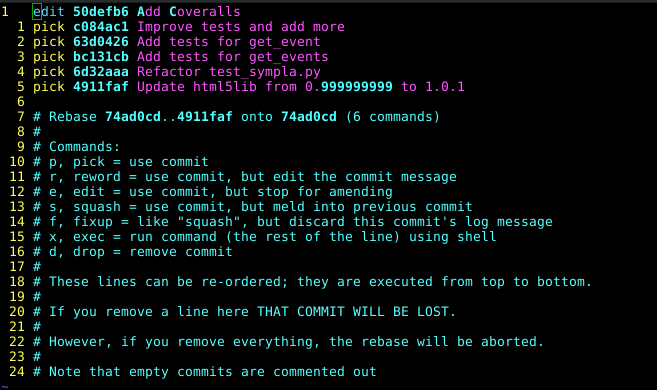 1 edit 50defb6 Add Coveralls
1 pick c084ac1 Improve tests and add more
2 pick 63d0426 Add tests for get_event
3 pick bc131cb Add tests for get_events
4 pick 6d32aaa Refactor test_sympla.py
5 pick 4911faf Update html5lib from 0.999999999 to 1.0.1
6
7 # Rebase 74ad0cd..4911faf onto 74ad0cd (6 commands)
8 #
9 # Commands:
10 # p, pick = use commit
11 # r, reword = use commit, but edit the commit message
12 # e, edit = use commit, but stop for amending
13 # s, squash = use commit, but meld into previous commit
14 # f, fixup = like "squash", but discard this commit's log message
15 # x, exec = run command (the rest of the line) using shell
16 # d, drop = remove commit
17 #
18 # These lines can be re-ordered; they are executed from top to bottom.
19 #
20 # If you remove a line here THAT COMMIT WILL BE LOST.
21 #
22 # However, if you remove everything, the rebase will be aborted.
23 #
24 # Note that empty commits are commented out
~